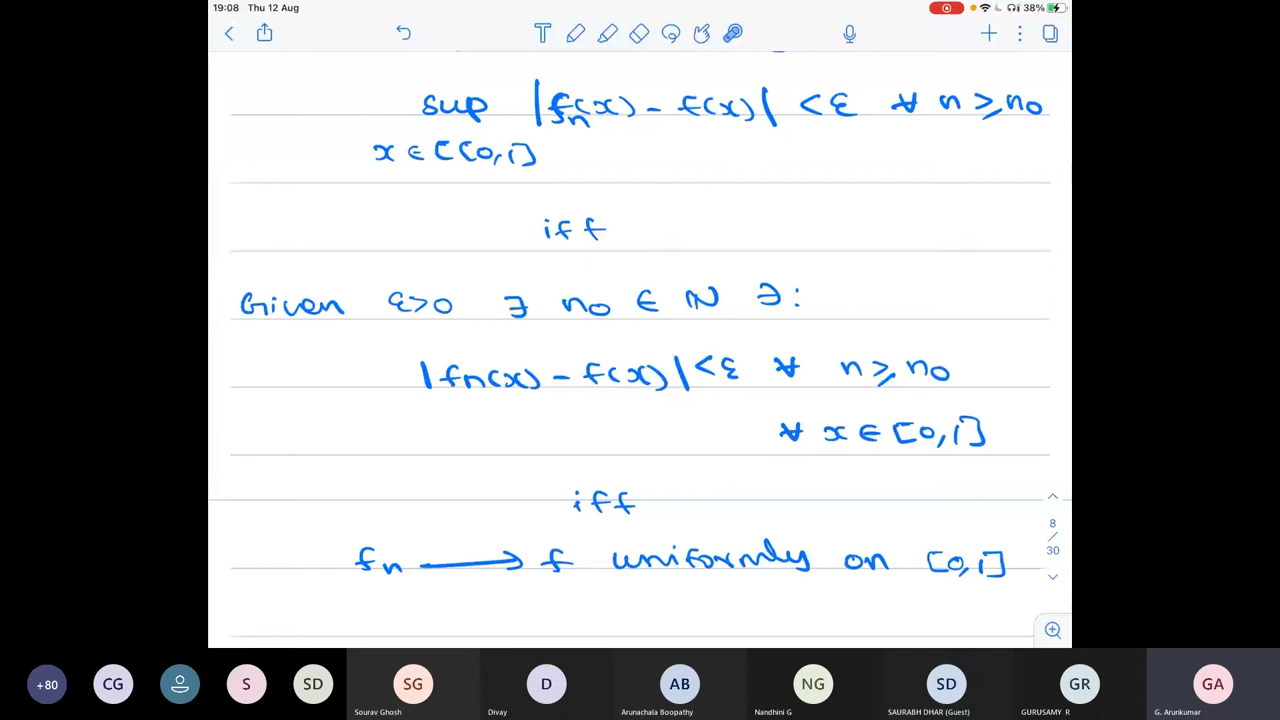 19:08 Thu 12 Aug
38%
sup |fn(x) - f(x)| < ε ∀ n ≥ n0
x ∈ [[0,1]
iff
Given ε>0 ∃ n0 ∈ ℕ ∋:
|fn(x) - f(x)| < ε ∀ n ≥ n0
∀ x ∈ [0,1]
iff
fn ⟶ f uniformly on [0,1]
8
/
30
+80
CG
S
SD
SG
D
AB
NG
SD
GR
GA
Sourav Ghosh
Divay
Arunachala Boopathy
Nandhini G
SAURABH DHAR (Guest)
GURUSAMY R
G. Arunkumar